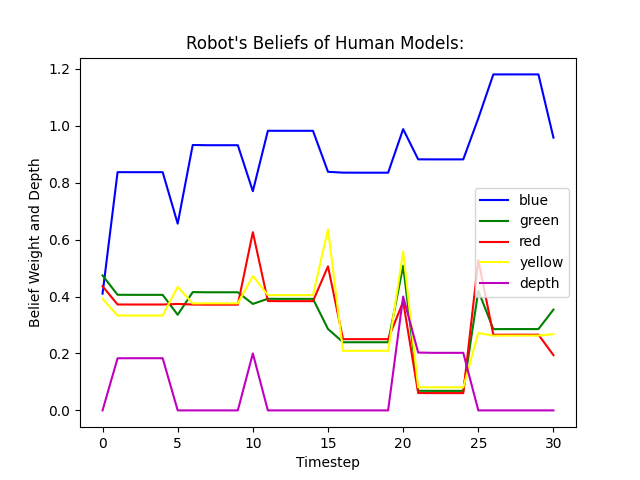 Robot's Beliefs of Human Models:
1.2
1.0
0.8
0.6
0.4
0.2
0.0
Belief Weight and Depth
blue
green
red
yellow
depth
0 5 10 15 20 25 30
Timestep